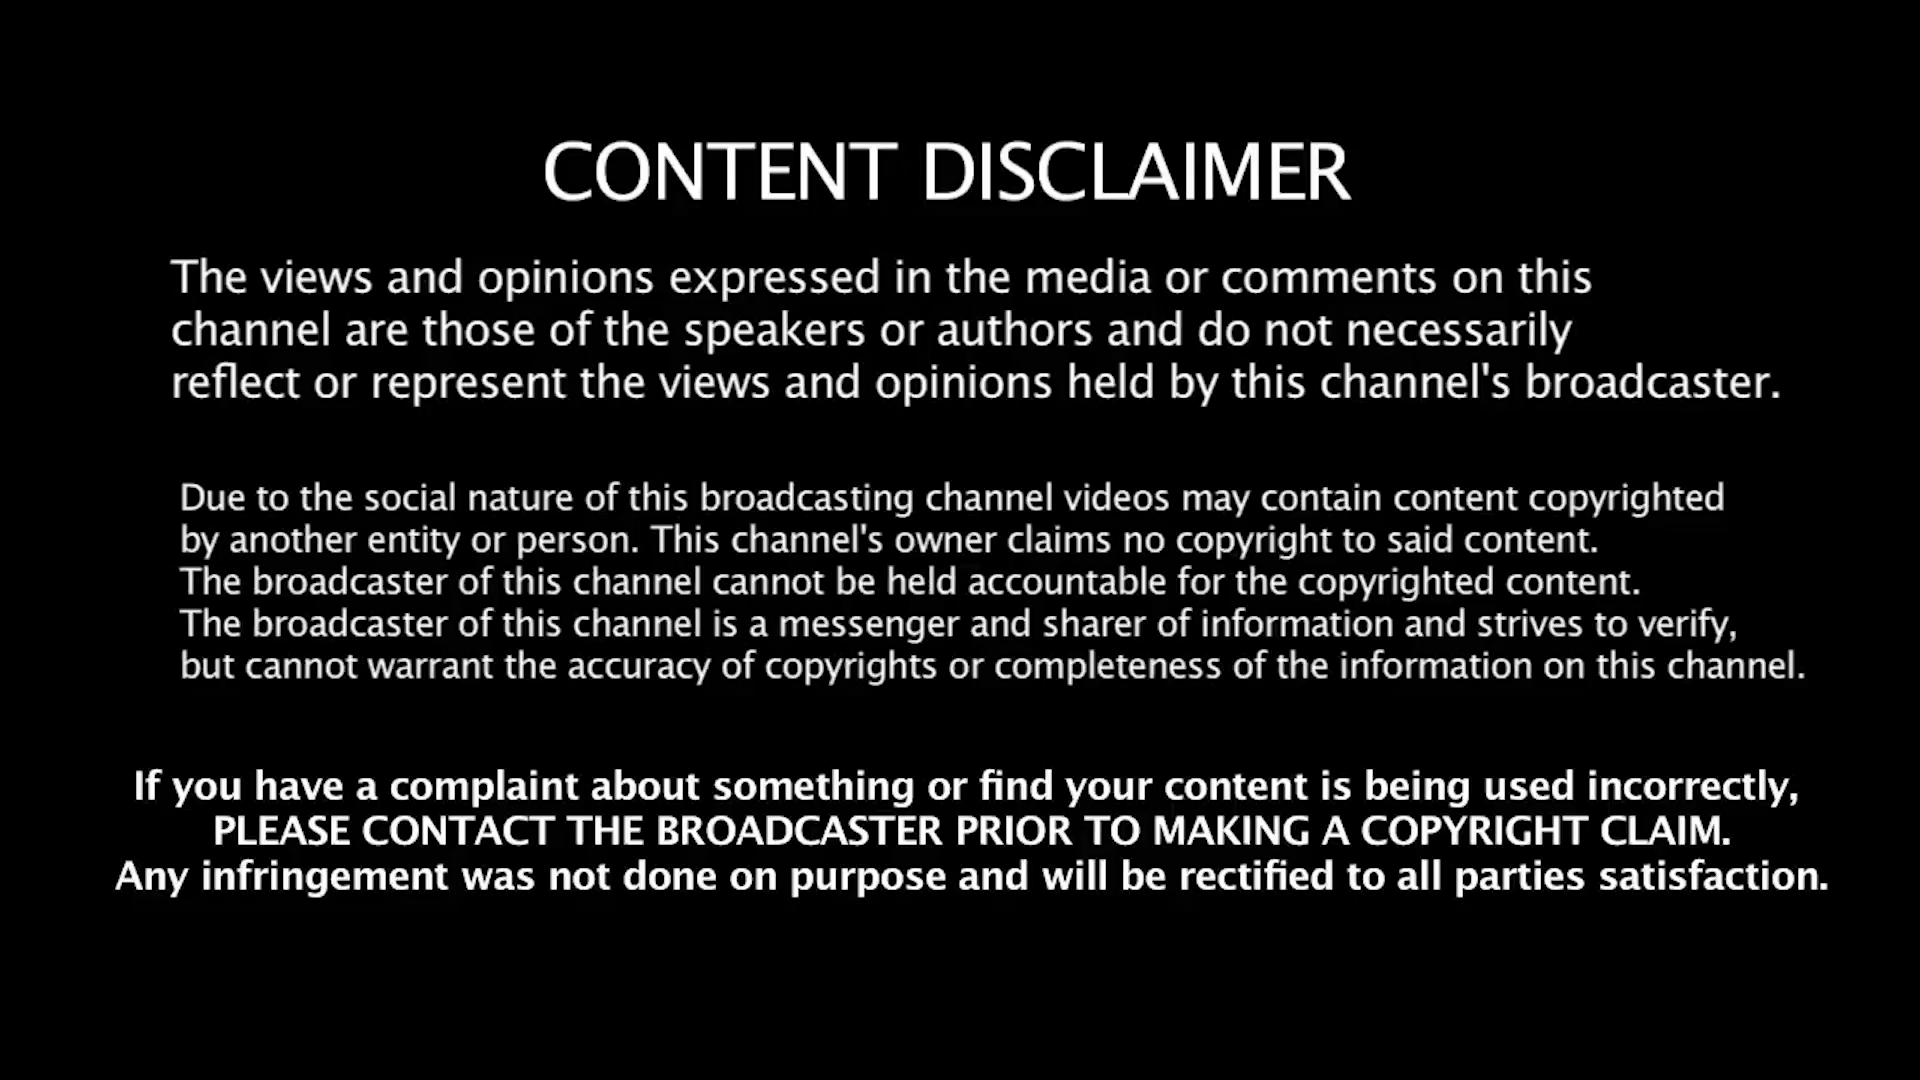 CONTENT DISCLAIMER
The views and opinions expressed in the media or comments on this
channel are those of the speakers or authors and do not necessarily
reflect or represent the views and opinions held by this channel's broadcaster.
Due to the social nature of this broadcasting channel videos may contain content copyrighted
by another entity or person. This channel's owner claims no copyright to said content.
The broadcaster of this channel cannot be held accountable for the copyrighted content.
The broadcaster of this channel is a messenger and sharer of information and strives to verify,
but cannot warrant the accuracy of copyrights or completeness of the information on this channel.
If you have a complaint about something or find your content is being used incorrectly,
PLEASE CONTACT THE BROADCASTER PRIOR TO MAKING A COPYRIGHT CLAIM.
Any infringement was not done on purpose and will be rectified to all parties satisfaction.